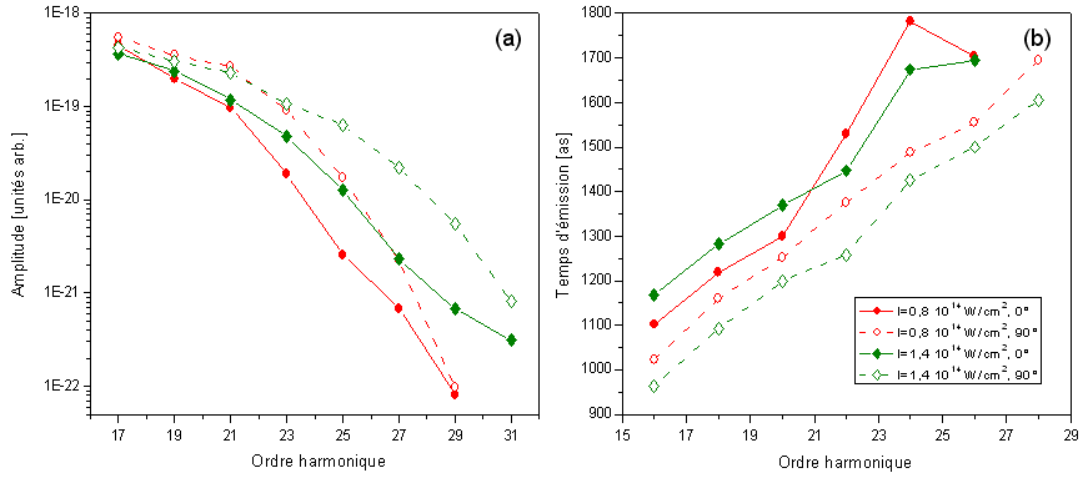 (a)
Amplitude [unités arb.]
1E-18
1E-19
1E-20
1E-21
1E-22
17 19 21 23 25 27 29 31
Ordre harmonique
(b)
Temps d'émission [as]
1800
1700
1600
1500
1400
1300
1200
1100
1000
900
15 17 19 21 23 25 27 29
Ordre harmonique
I=0,8 10¹⁴ W/cm², 0°
I=0,8 10¹⁴ W/cm², 90°
I=1,4 10¹⁴ W/cm², 0°
I=1,4 10¹⁴ W/cm², 90°